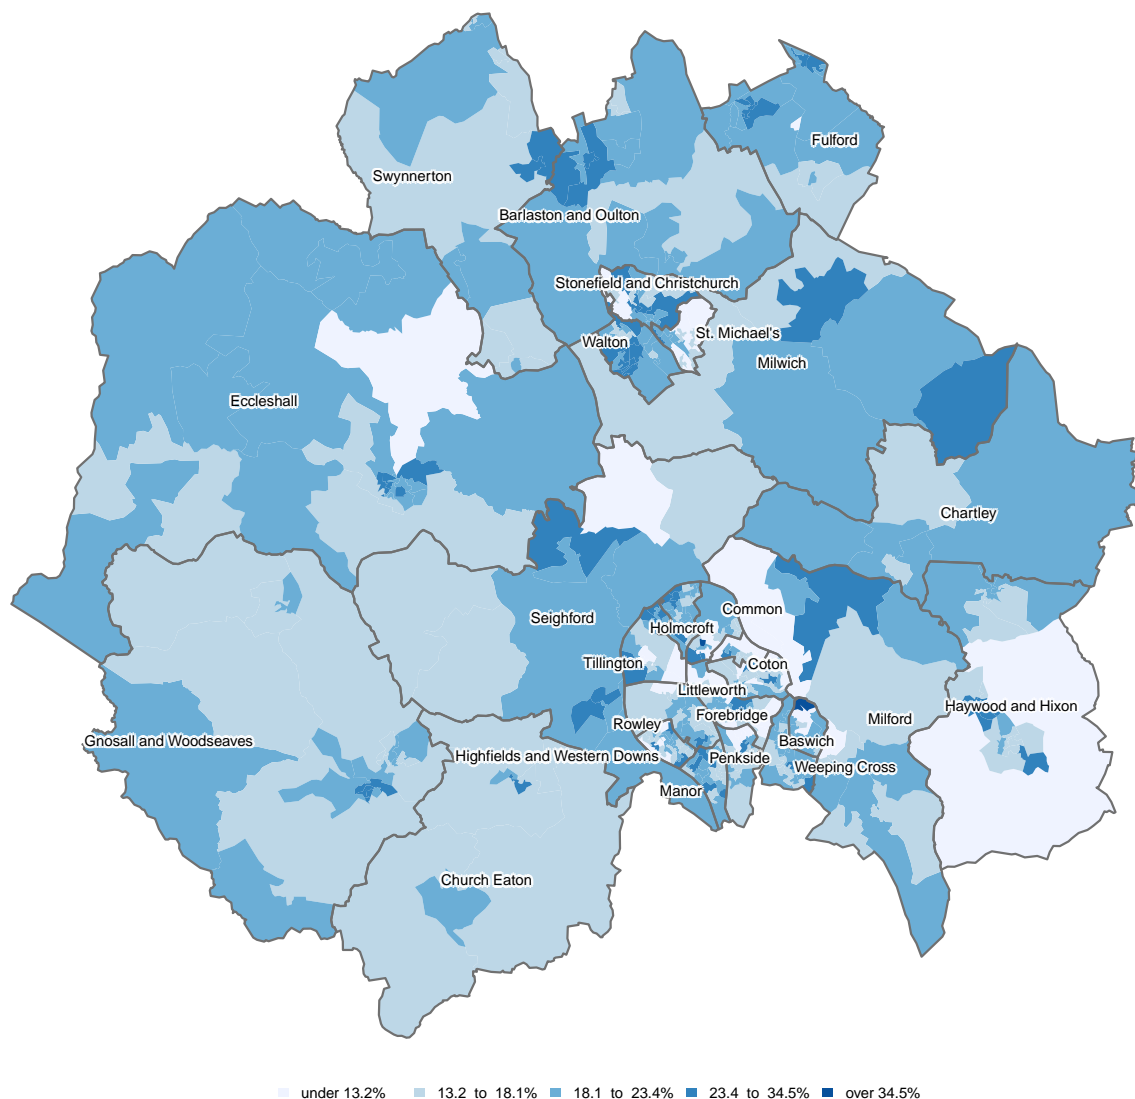 Fulford
Swynnerton
Barlaston and Oulton
Stonefield and Christchurch
St. Michael's
Walton
Milwich
Eccleshall
Chartley
Common
Seighford
Holmcroft
Tillington
Coton
Littleworth
Haywood and Hixon
Forebridge
Milford
Rowley
Gnosall and Woodseaves
Baswich
Highfields and Western Downs
Penkside
Weeping Cross
Manor
Church Eaton
under 13.2% 13.2 to 18.1% 18.1 to 23.4% 23.4 to 34.5% over 34.5%